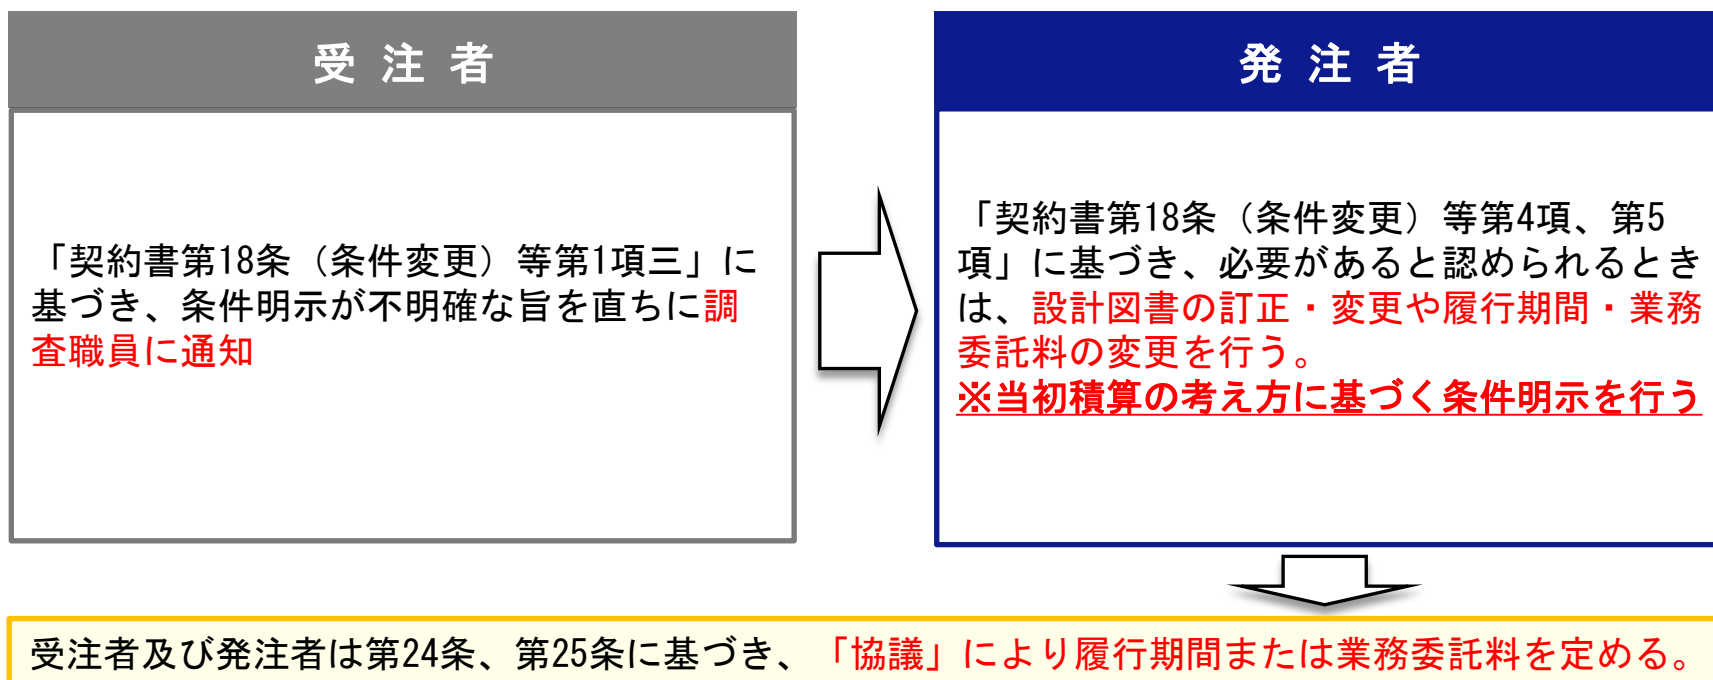 受注者
「契約書第18条（条件変更）等第1項三」に
基づき、条件明示が不明確な旨を直ちに調
査職員に通知
発注者
「契約書第18条（条件変更）等第4項、第5
項」に基づき、必要があると認められるとき
は、設計図書の訂正・変更や履行期間・業務
委託料の変更を行う。
※当初積算の考え方に基づく条件明示を行う
受注者及び発注者は第24条、第25条に基づき、「協議」により履行期間または業務委託料を定める。